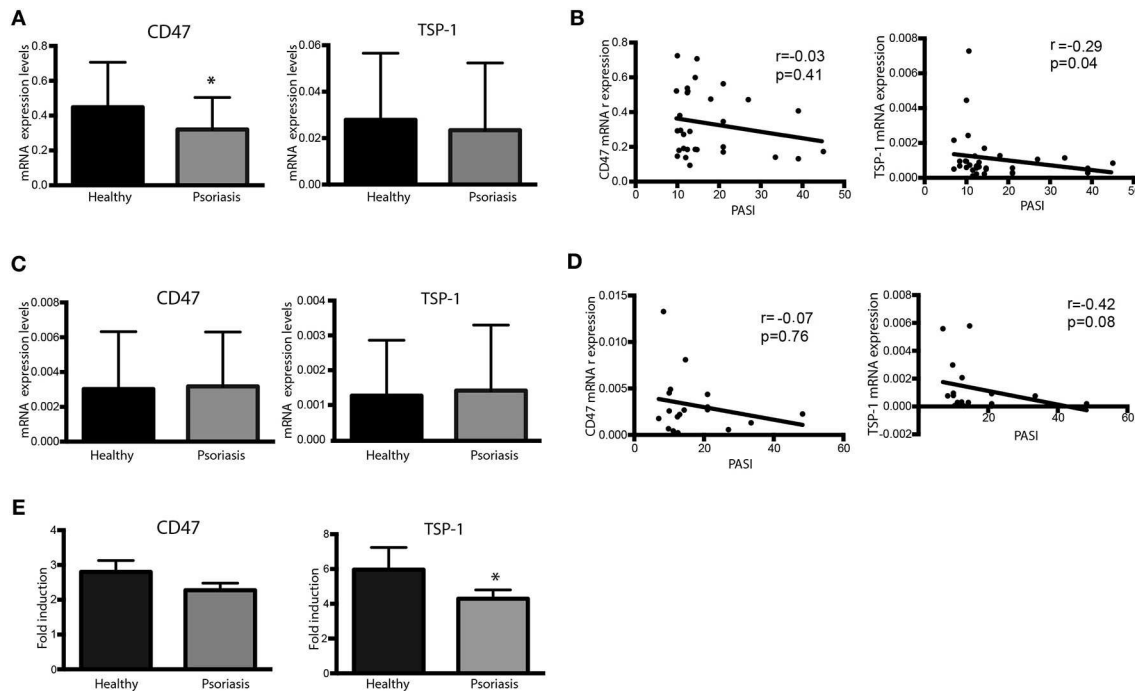 A
CD47
TSP-1
mRNA expression levels
0.8
0.6
0.4
0.2
0.0
*
Healthy
Psoriasis
mRNA expression levels
0.06
0.04
0.02
0.00
Healthy
Psoriasis
B
CD47 mRNA r expression
1.0
0.8
0.6
0.4
0.2
0.0
r=-0.03
p=0.41
0
10
20
30
40
50
PASI
TSP-1 mRNA expression
0.008
0.006
0.004
0.002
0.000
r =-0.29
p=0.04
0
10
20
30
40
50
PASI
C
CD47
mRNA expression levels
0.008
0.006
0.004
0.002
0.000
Healthy
Psoriasis
TSP-1
mRNA expression levels
0.004
0.003
0.002
0.001
0.000
Healthy
Psoriasis
D
CD47 mRNA r expression
0.015
0.010
0.005
0.000
r= -0.07
p=0.76
0
20
40
60
PASI
TSP-1 mRNA expression
0.008
0.006
0.004
0.002
0.000
-0.002
r=-0.42
p=0.08
20
40
60
PASI
E
CD47
Fold induction
4
3
2
1
0
Healthy
Psoriasis
TSP-1
Fold induction
8
6
4
2
0
*
Healthy
Psoriasis